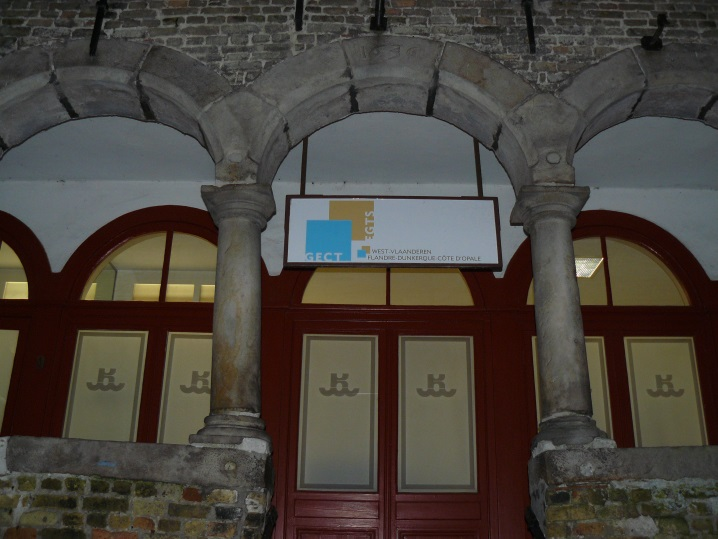 EGTS
GECT
WEST-VLAANDEREN
FLANDRE-DUNKERQUE-CÔTE D'OPALE